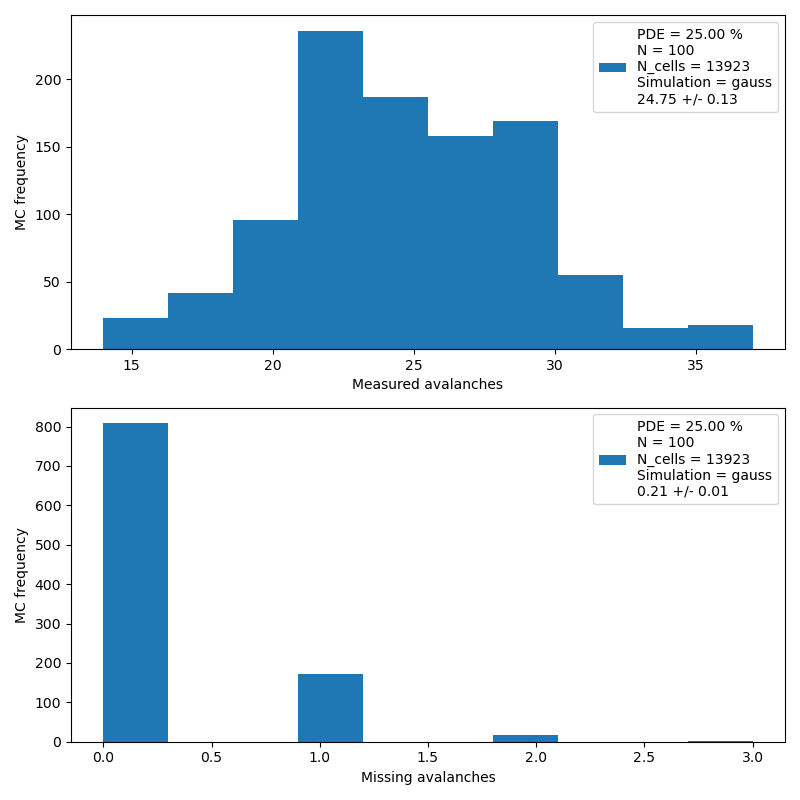 PDE = 25.00 %
N = 100
N_cells = 13923
Simulation = gauss
24.75 +/- 0.13
MC frequency
200
150
100
50
0
15 20 25 30 35
Measured avalanches
PDE = 25.00 %
N = 100
N_cells = 13923
Simulation = gauss
0.21 +/- 0.01
MC frequency
800
700
600
500
400
300
200
100
0
0.0 0.5 1.0 1.5 2.0 2.5 3.0
Missing avalanches